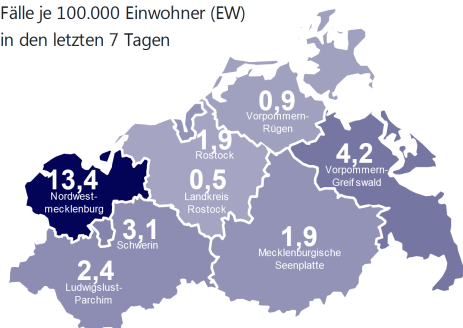 Fälle je 100.000 Einwohner (EW)
in den letzten 7 Tagen
0,9
Vorpommern-
Rügen
1,9
Rostock
4,2
Vorpommern-
Greifswald
13,4
Nordwest-
mecklenburg
0,5
Landkreis
Rostock
3,1
Schwerin
1,9
Mecklenburgische
Seenplatte
2,4
Ludwigslust-
Parchim